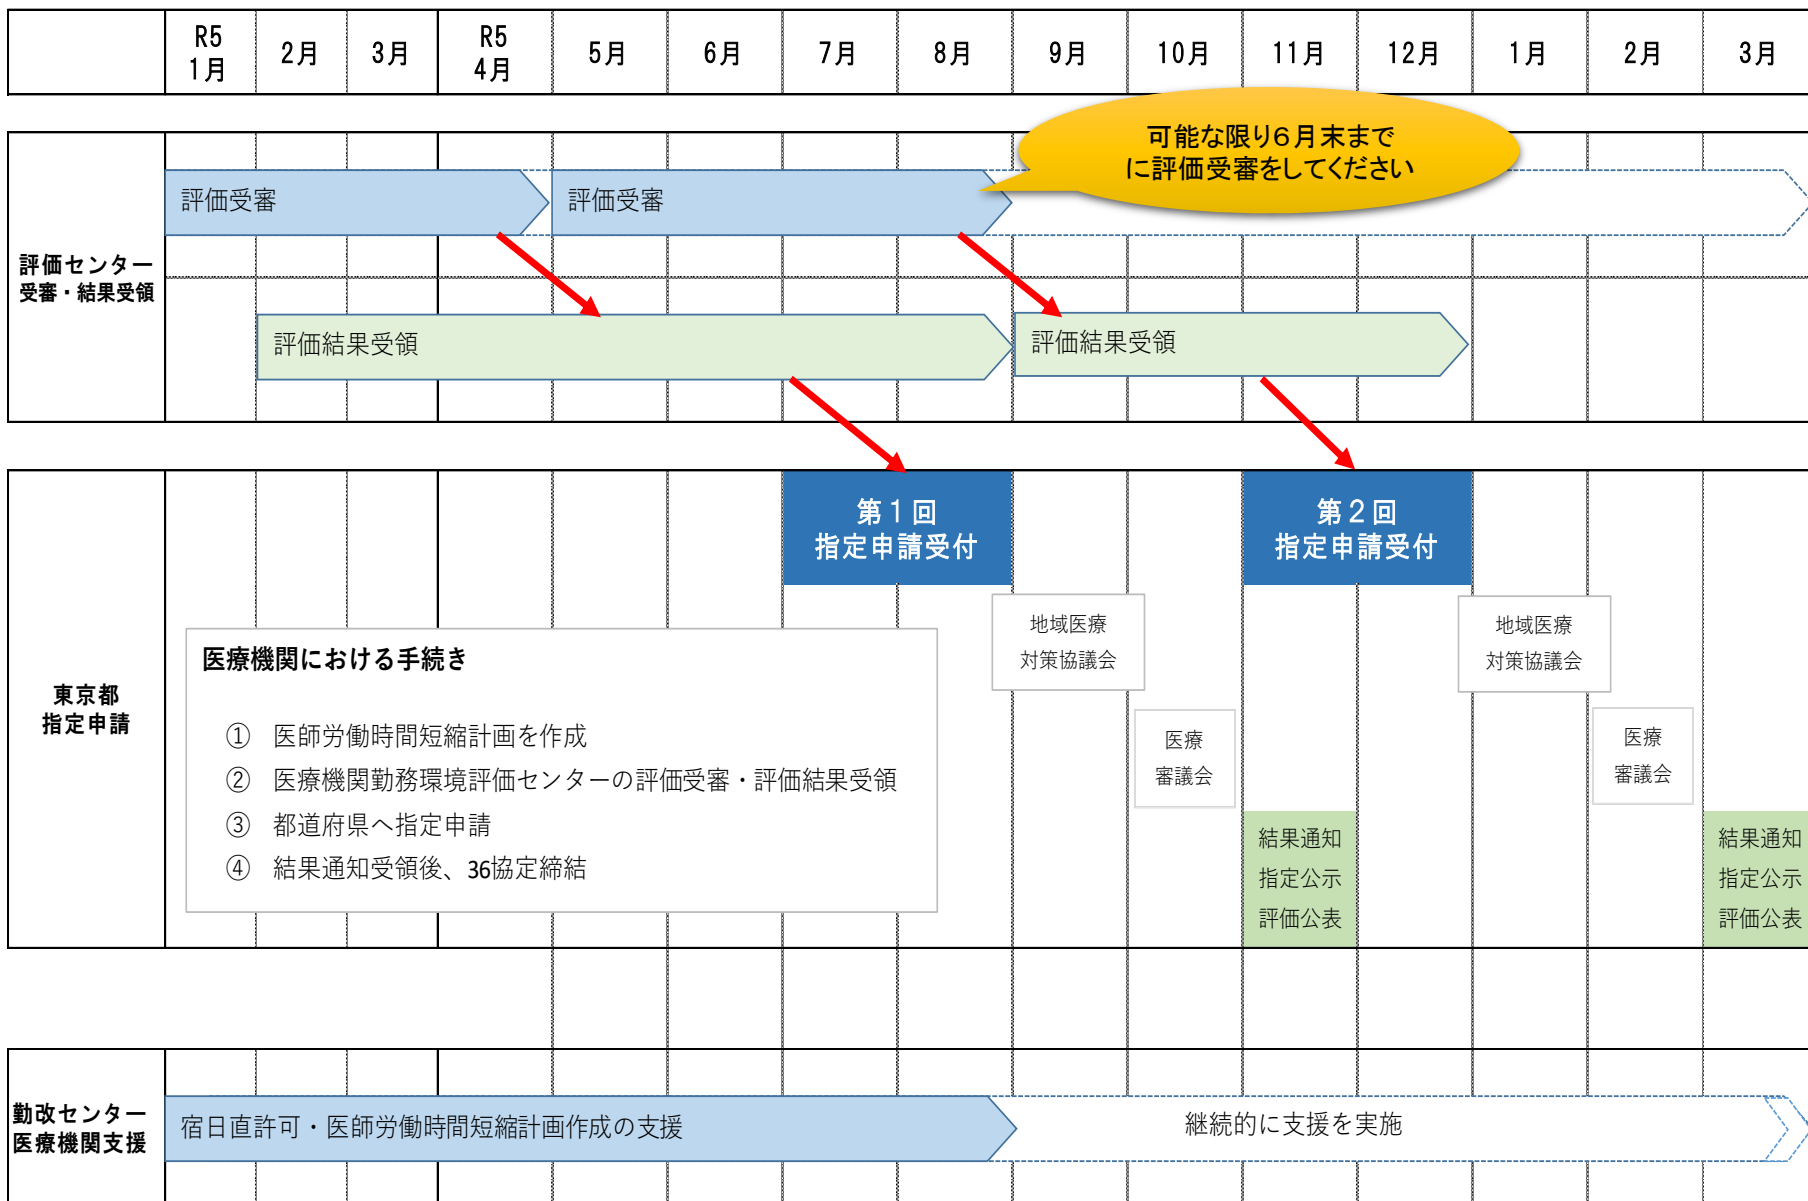 R5
1月
2月
3月
R5
4月
5月
6月
7月
8月
9月
10月
11月
12月
1月
2月
3月
可能な限り6月末まで
に評価受審をしてください
評価受審
評価受審
評価センター
受審・結果受領
評価結果受領
評価結果受領
第1回
指定申請受付
第2回
指定申請受付
地域医療
対策協議会
地域医療
対策協議会
医療機関における手続き
① 医師労働時間短縮計画を作成
② 医療機関勤務環境評価センターの評価受審・評価結果受領
③ 都道府県へ指定申請
④ 結果通知受領後、36協定締結
東京都
指定申請
医療
審議会
医療
審議会
結果通知
指定公示
評価公表
結果通知
指定公示
評価公表
勤改センター
医療機関支援
宿日直許可・医師労働時間短縮計画作成の支援
継続的に支援を実施